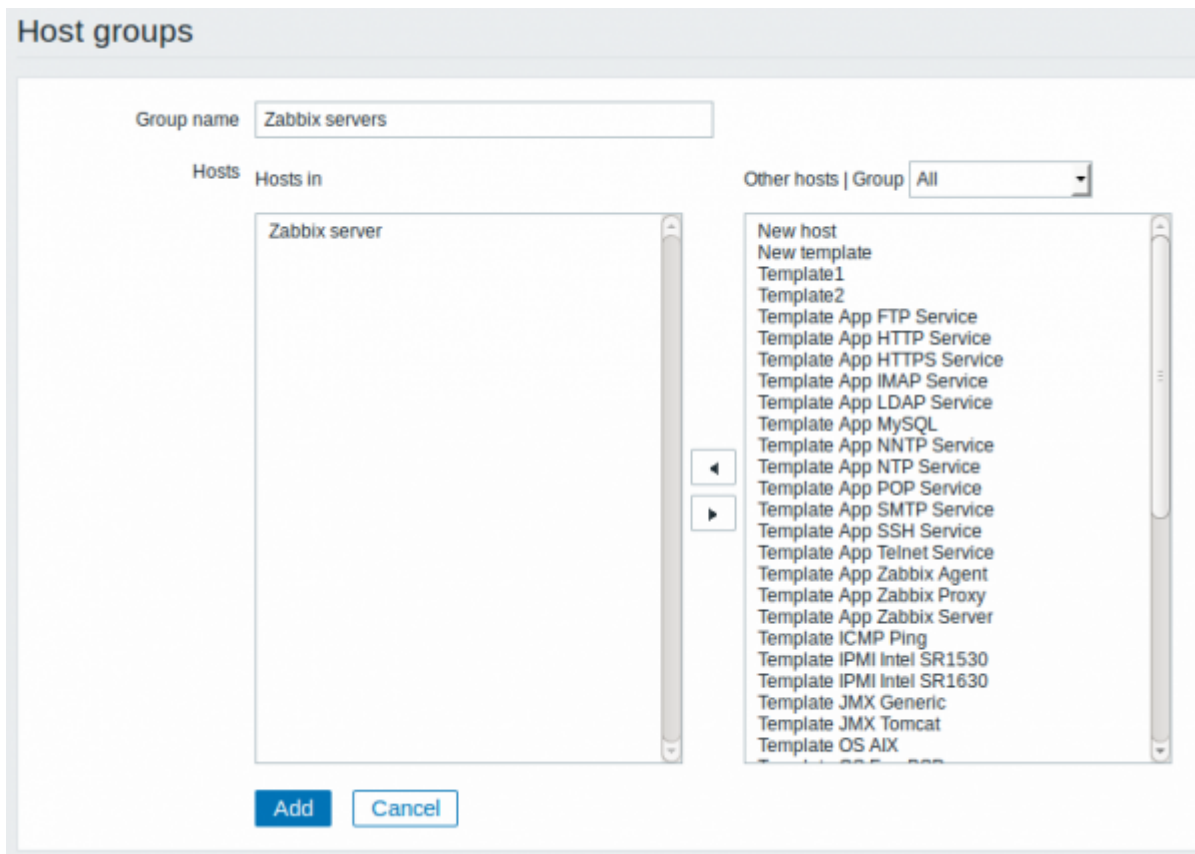 Host groups
Group name Zabbix servers
Hosts Hosts in Other hosts | Group All
Zabbix server
New host
New template
Template1
Template2
Template App FTP Service
Template App HTTP Service
Template App HTTPS Service
Template App IMAP Service
Template App LDAP Service
Template App MySQL
Template App NNTP Service
Template App NTP Service
Template App POP Service
Template App SMTP Service
Template App SSH Service
Template App Telnet Service
Template App Zabbix Agent
Template App Zabbix Proxy
Template App Zabbix Server
Template ICMP Ping
Template IPMI Intel SR1530
Template IPMI Intel SR1630
Template JMX Generic
Template JMX Tomcat
Template OS AIX
Add Cancel